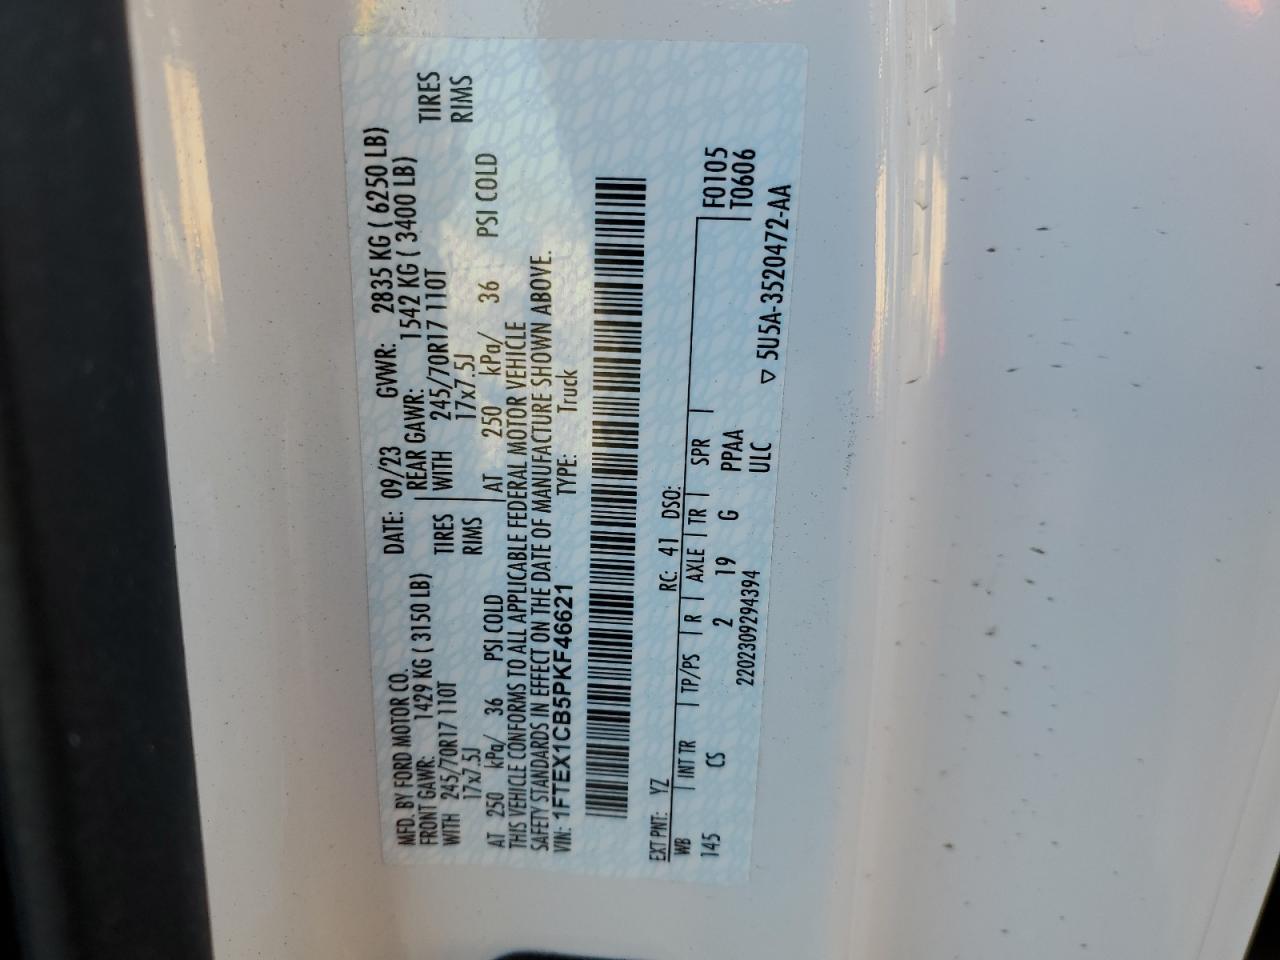 MFD. BY FORD MOTOR CO. DATE: 09/23 GVWR: 2835 KG ( 6250 LB)
FRONT GAWR: 1429 KG ( 3150 LB) REAR GAWR: 1542 KG ( 3400 LB)
WITH 245/70R17 110T TIRES WITH 245/70R17 110T TIRES
17x7.5J RIMS 17x7.5J RIMS
AT 250 kPa/ 36 PSI COLD AT 250 kPa/ 36 PSI COLD
THIS VEHICLE CONFORMS TO ALL APPLICABLE FEDERAL MOTOR VEHICLE
SAFETY STANDARDS IN EFFECT ON THE DATE OF MANUFACTURE SHOWN ABOVE.
VIN: 1FTEX1CB5PKF46621 TYPE: Truck
EXT PNT: YZ RC: 41 DSO:
WB INT TR TP/PS R AXLE TR SPR F0105
145 CS 2 19 G PPAA T0606
2202309294394 ULC
▽ 5U5A-3520472-AA